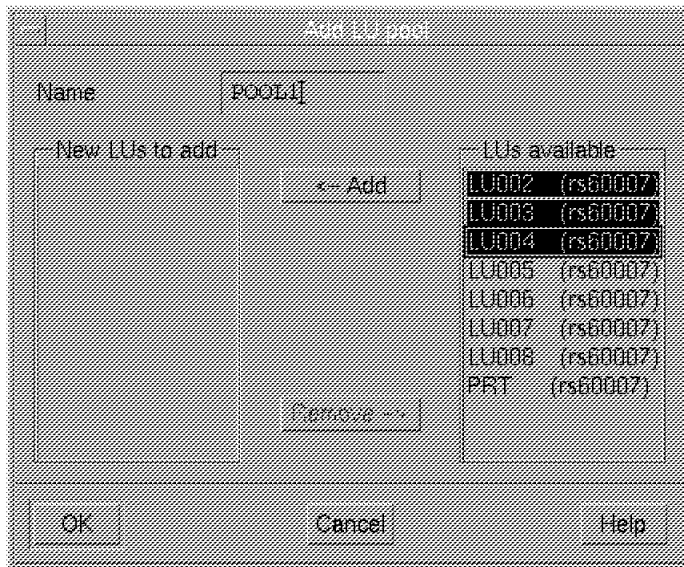 Add LU pool
Name POOL1
New LUs to add
<-- Add
Remove -->
LUs available
LU002 (rs60007)
LU003 (rs60007)
LU004 (rs60007)
LU005 (rs60007)
LU006 (rs60007)
LU007 (rs60007)
LU008 (rs60007)
PRT (rs60007)
OK Cancel Help